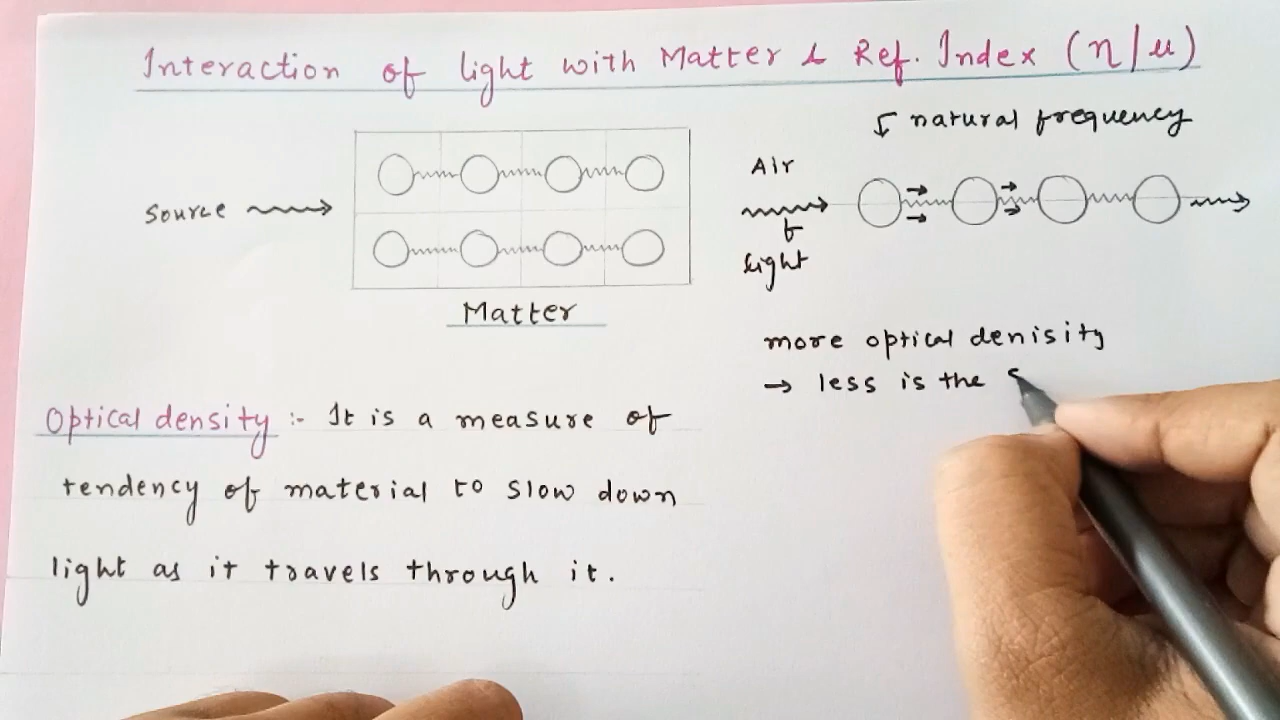 Interaction of light with Matter & Ref. Index (η/μ)
natural frequency
Air
Source
light
Matter
more optical denisity
→ less is the s
Optical density :- It is a measure of
tendency of material to slow down
light as it travels through it.